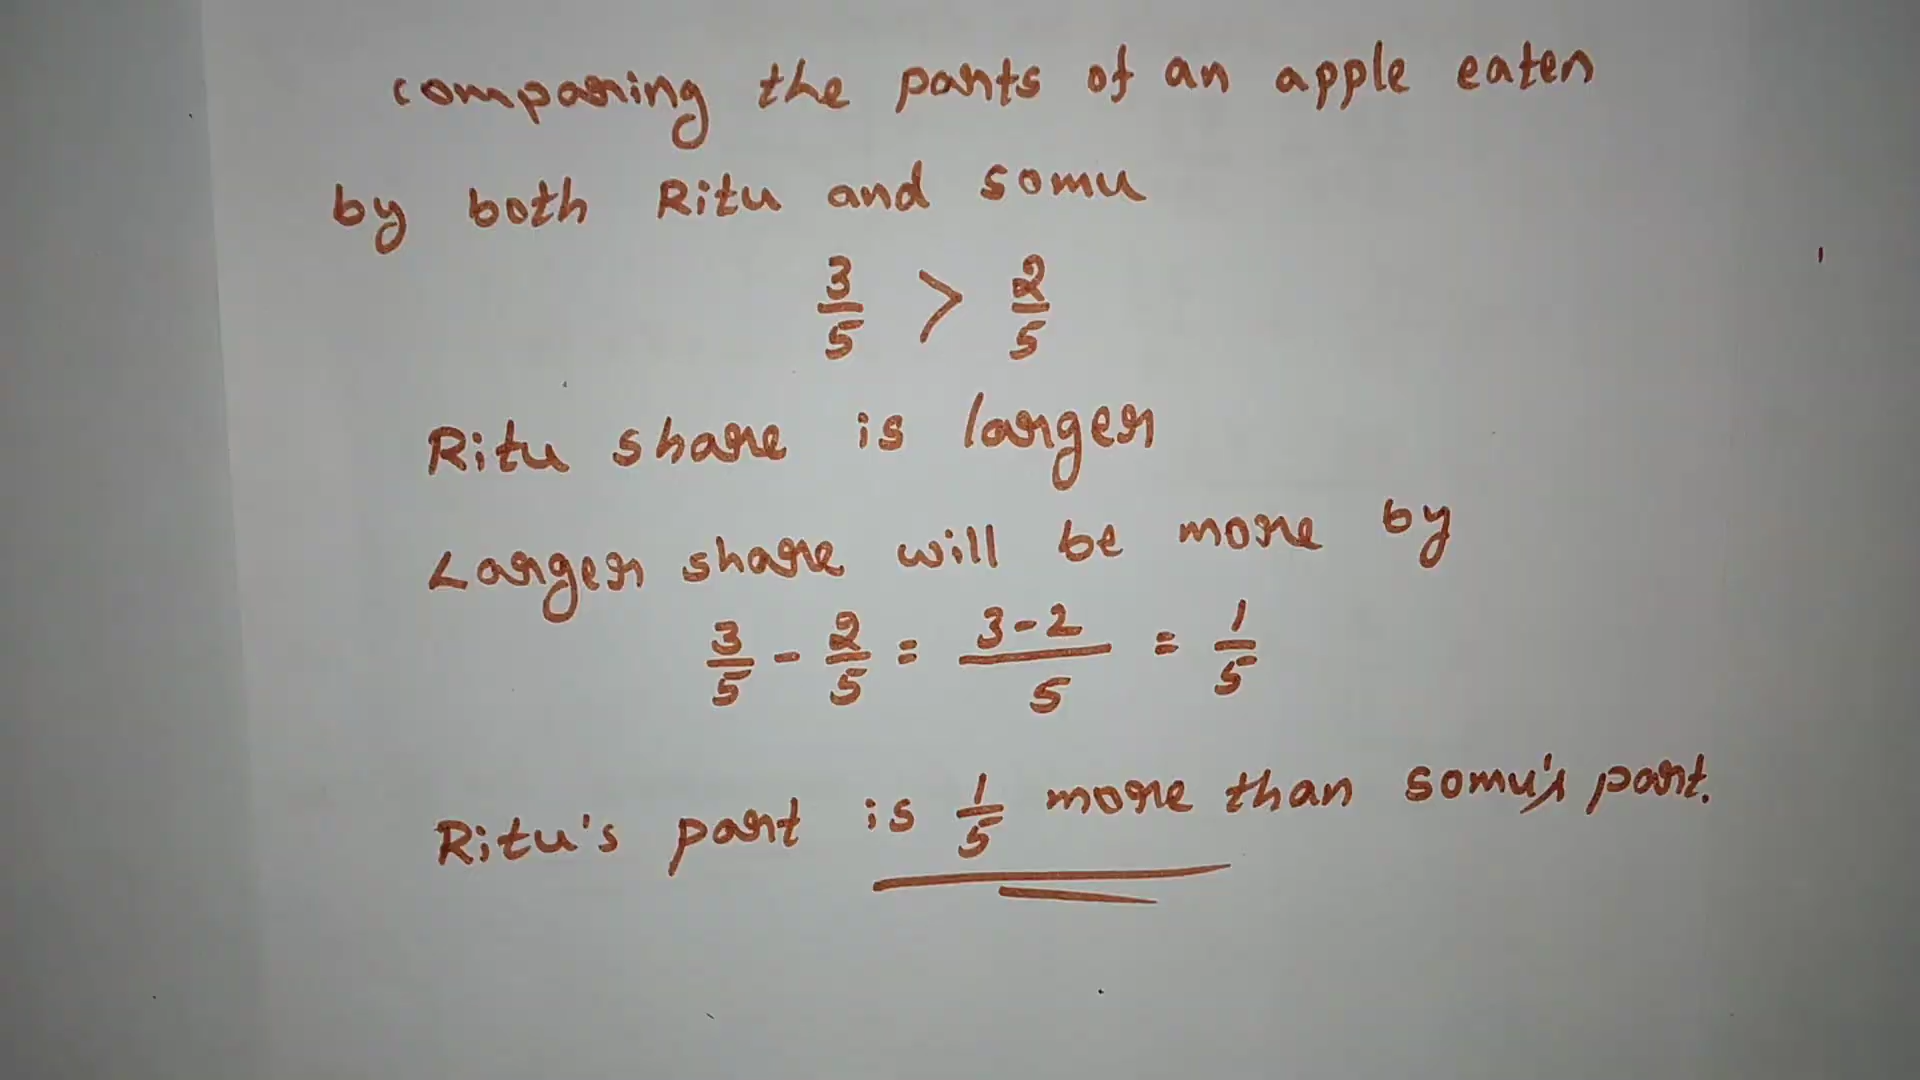 comparing the parts of an apple eaten
by both Ritu and somu
3/5 > 2/5
Ritu share is larger
Larger share will be more by
3/5 - 2/5 = 3-2/5 = 1/5
Ritu's part is 1/5 more than somu's part.